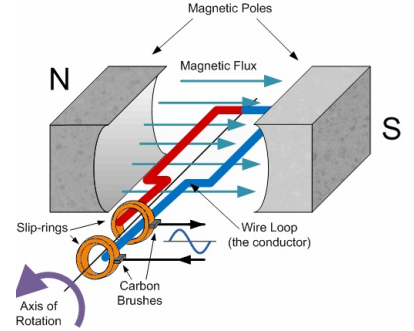 Magnetic Poles
Magnetic Flux
N
S
Slip-rings
Wire Loop
(the conductor)
Carbon
Brushes
Axis of
Rotation